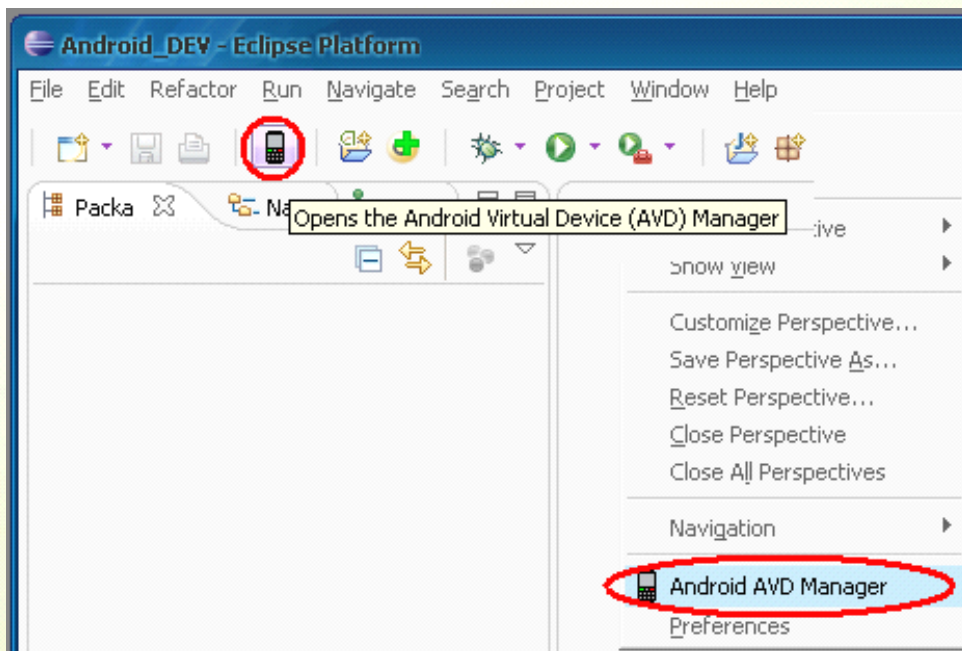 Android_DEV - Eclipse Platform
File Edit Refactor Run Navigate Search Project Window Help
Packa Na
Opens the Android Virtual Device (AVD) Manager
tive
Show View
Customize Perspective...
Save Perspective As...
Reset Perspective...
Close Perspective
Close All Perspectives
Navigation
Android AVD Manager
Preferences